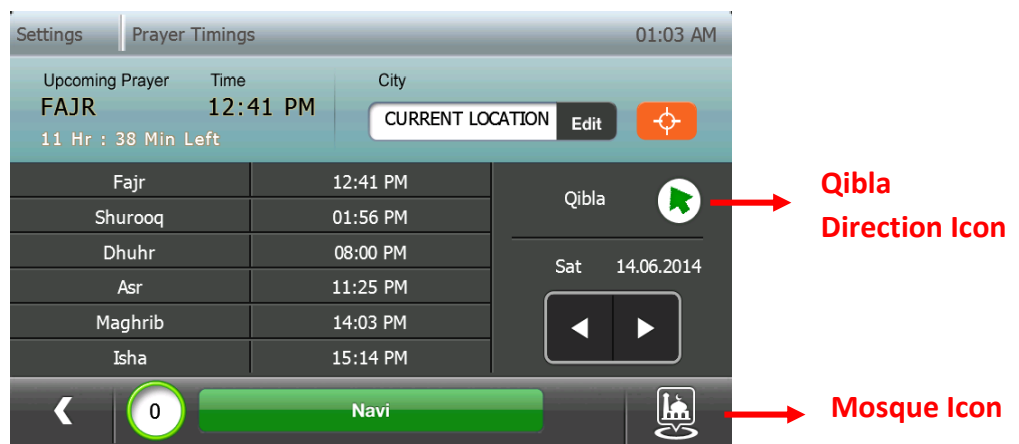 Settings Prayer Timings 01:03 AM
Upcoming Prayer Time City
FAJR 12:41 PM CURRENT LOCATION Edit
11 Hr : 38 Min Left
Fajr 12:41 PM
Shurooq 01:56 PM
Dhuhr 08:00 PM
Asr 11:25 PM
Maghrib 14:03 PM
Isha 15:14 PM
Qibla
Sat 14.06.2014
0 Navi
Qibla
Direction Icon
Mosque Icon